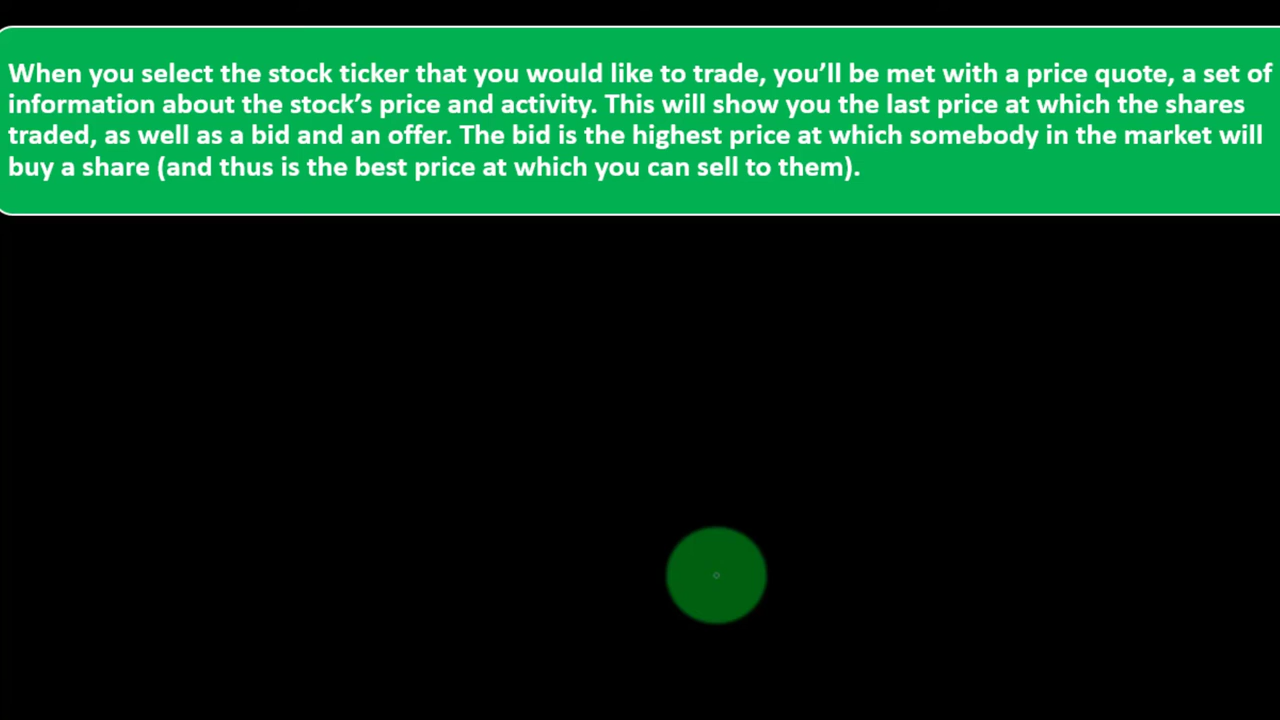 When you select the stock ticker that you would like to trade, you’ll be met with a price quote, a set of
information about the stock’s price and activity. This will show you the last price at which the shares
traded, as well as a bid and an offer. The bid is the highest price at which somebody in the market will
buy a share (and thus is the best price at which you can sell to them).